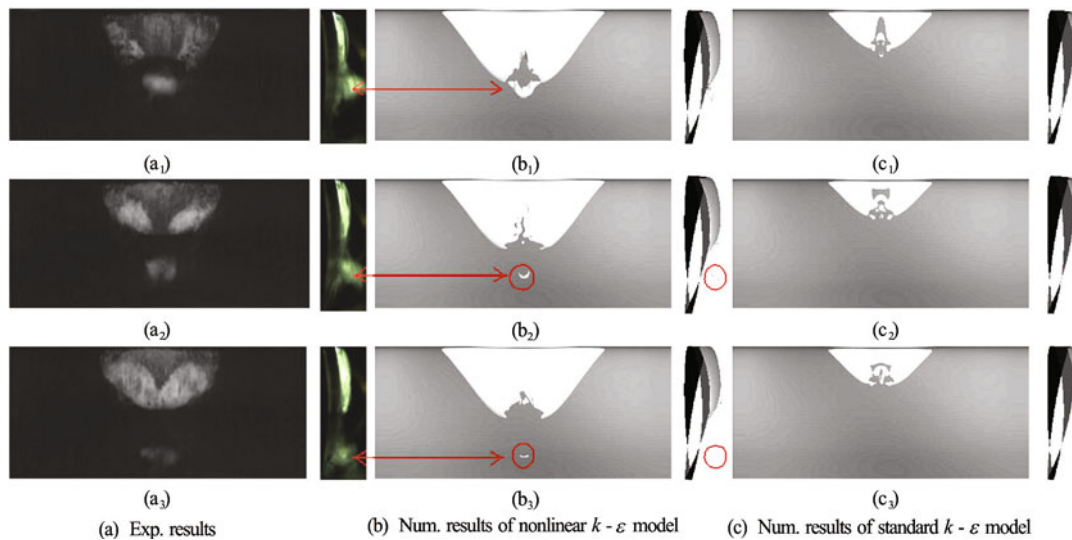 (a₁) (b₁) (c₁)
(a₂) (b₂) (c₂)
(a₃) (b₃) (c₃)
(a) Exp. results (b) Num. results of nonlinear k - ε model (c) Num. results of standard k - ε model